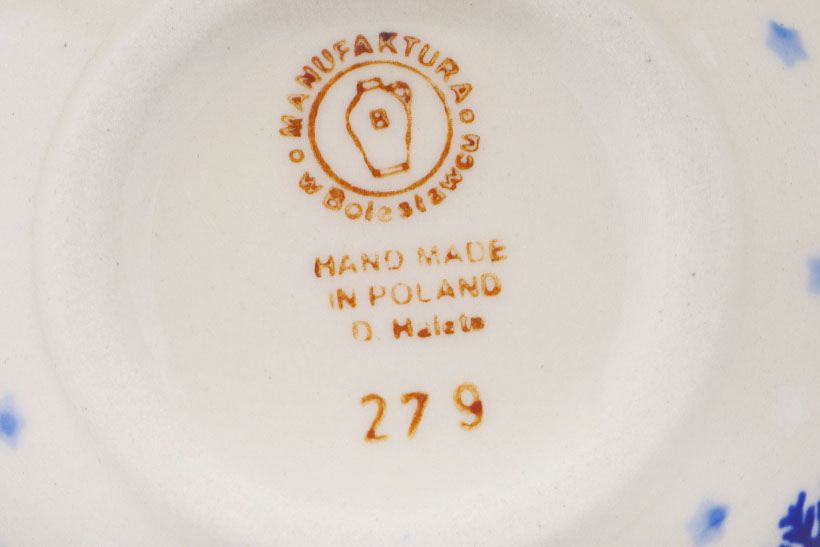 MANUFAKTURA
w Bolesławcu
B
HAND MADE
IN POLAND
D.
279